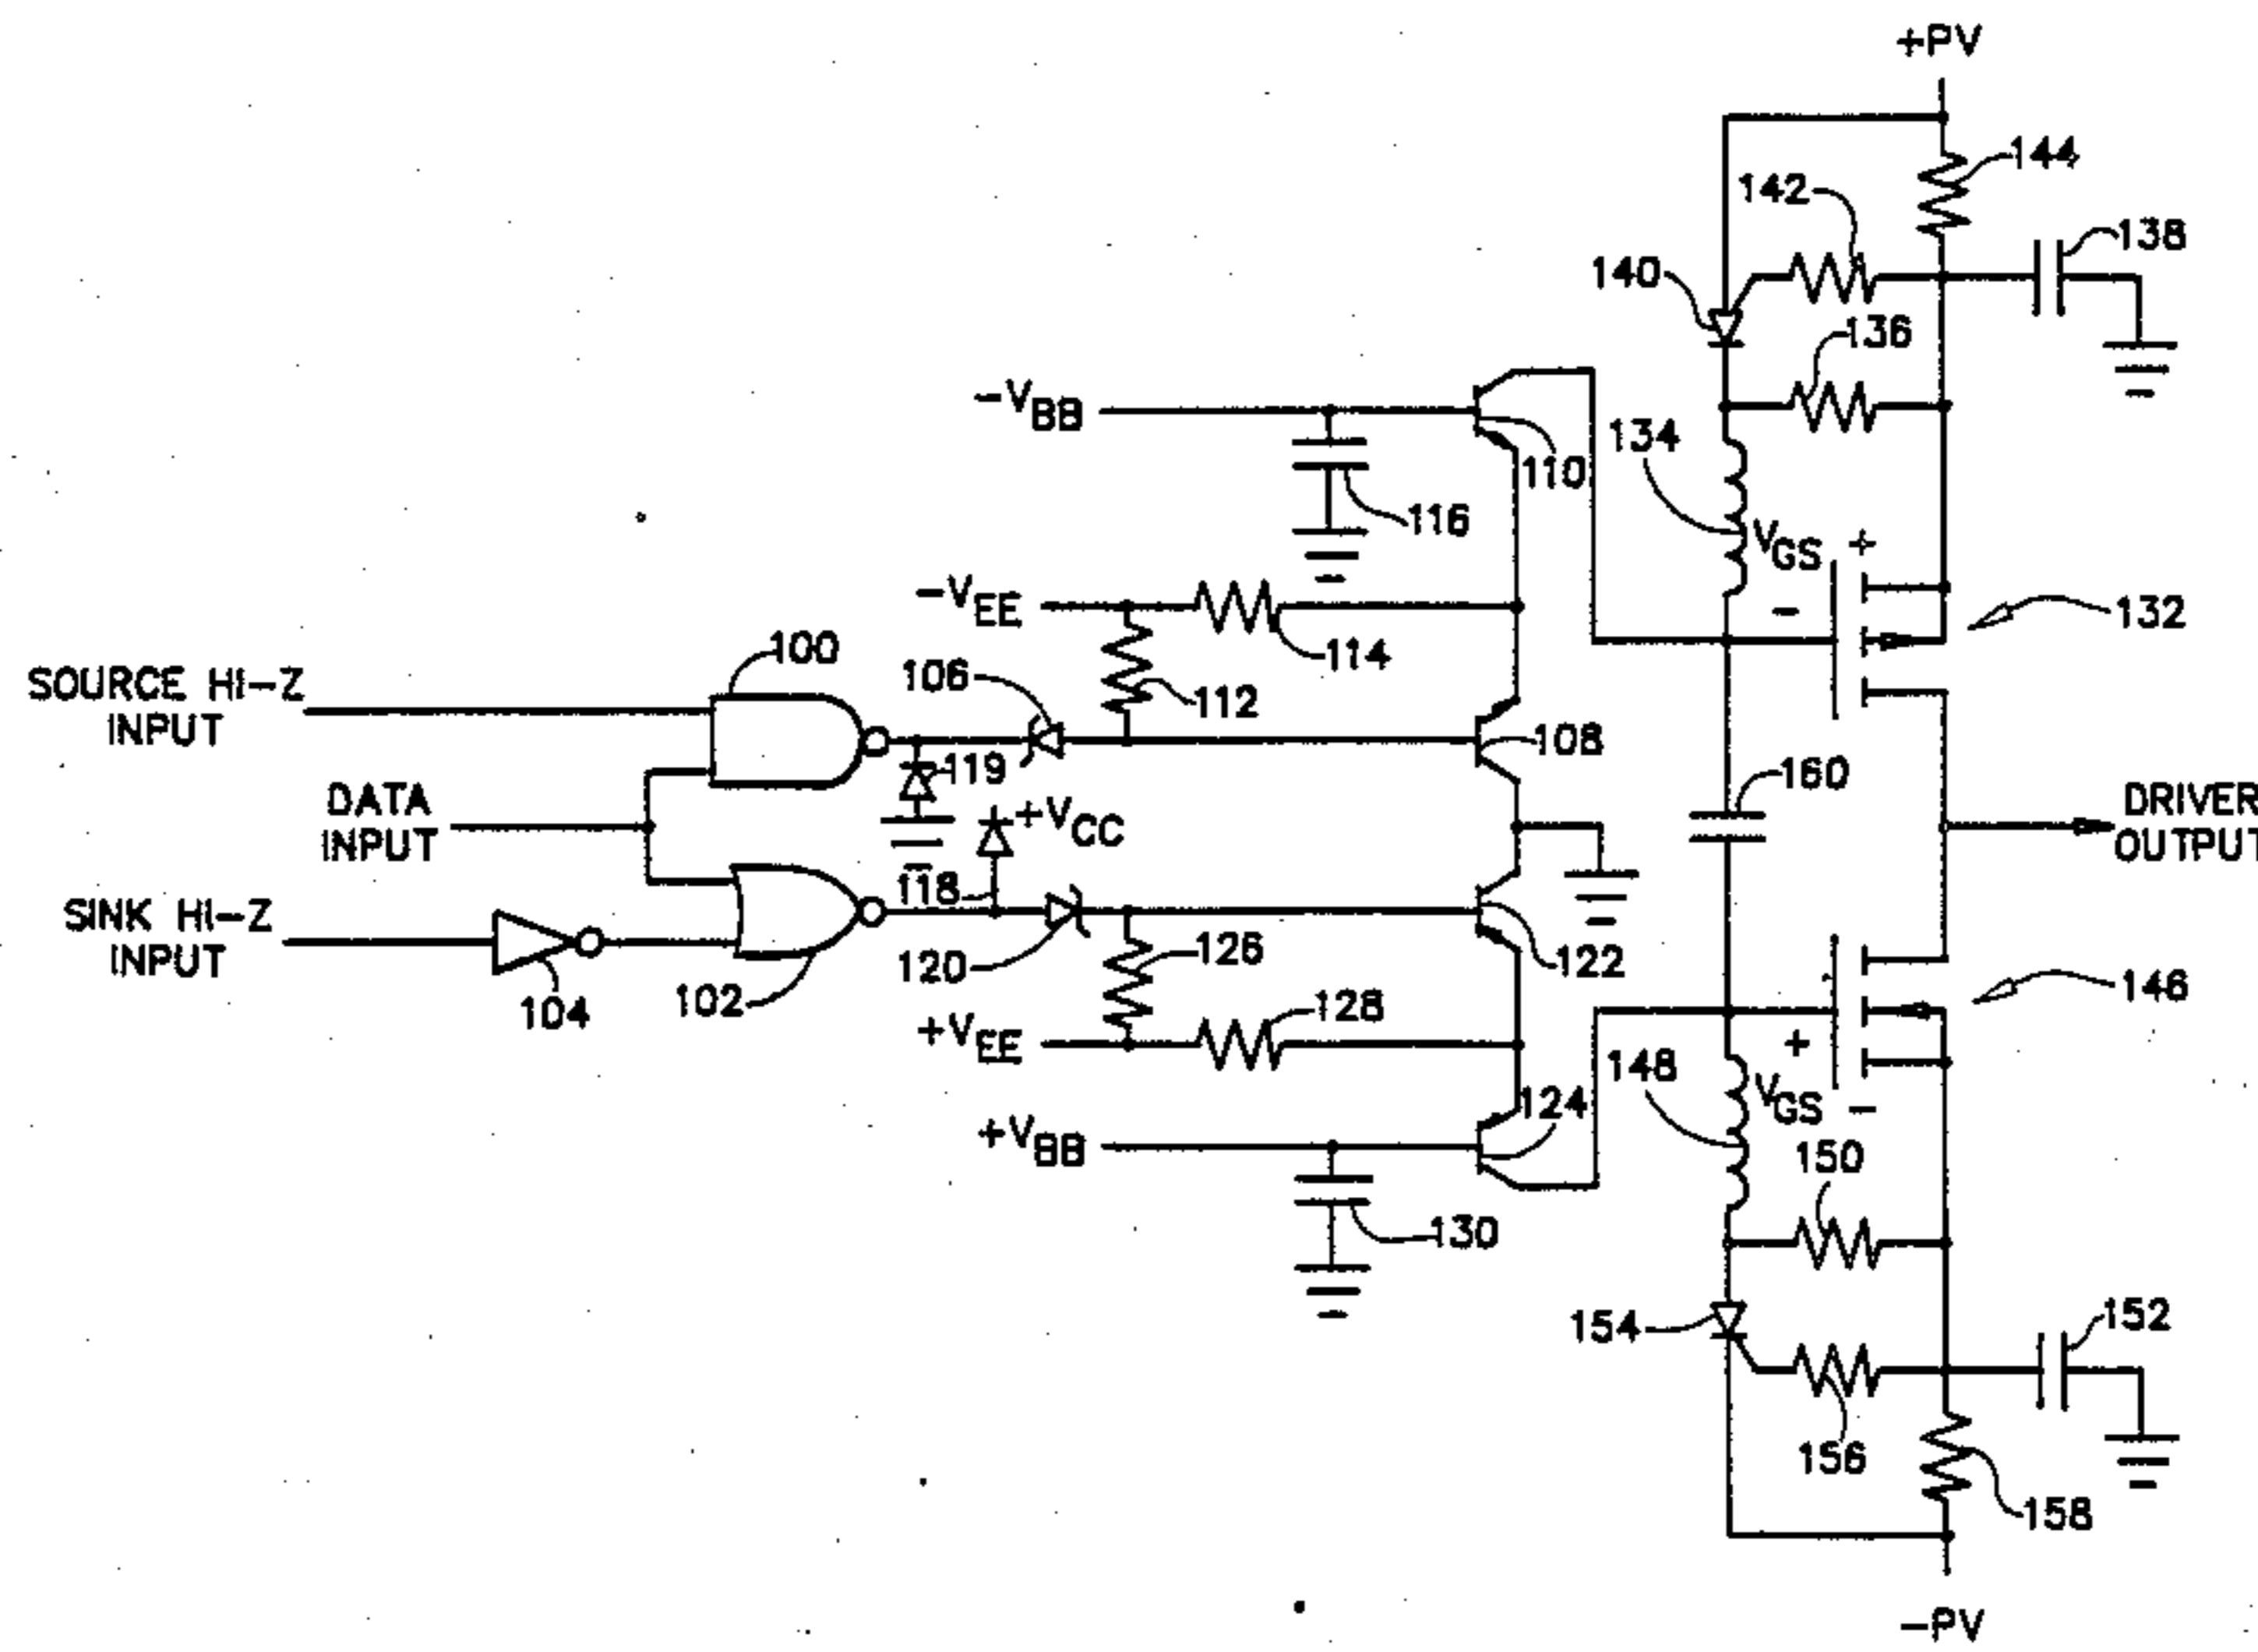 +PV
144
142
138
140
136
-VBB
134
110
116
VGS +
-
-VEE
132
114
100
106
112
SOURCE HI-Z
INPUT
108
119
160
DATA
INPUT
+VCC
DRIVER
OUTPUT
118
SINK HI-Z
INPUT
120
126
122
104
102
128
146
+VEE
+
148
VGS -
124
+VBB
150
130
154
152
156
158
-PV